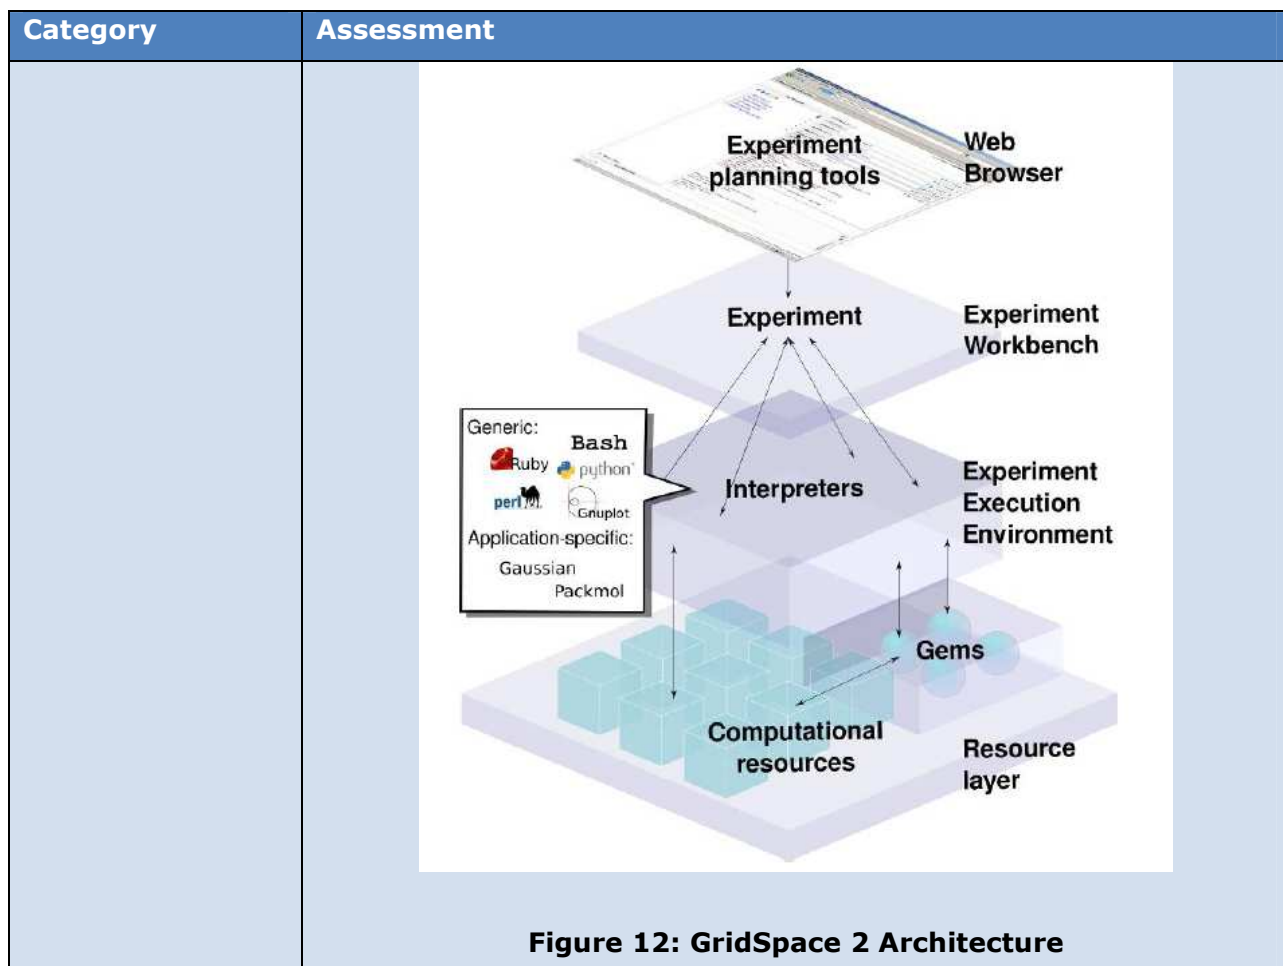 Category
Assessment
Experiment
planning tools
Web
Browser
Experiment
Experiment
Workbench
Generic:
Bash
Ruby
python
perl
Gnuplot
Application-specific:
Gaussian
Packmol
Interpreters
Experiment
Execution
Environment
Gems
Computational
resources
Resource
layer
Figure 12: GridSpace 2 Architecture